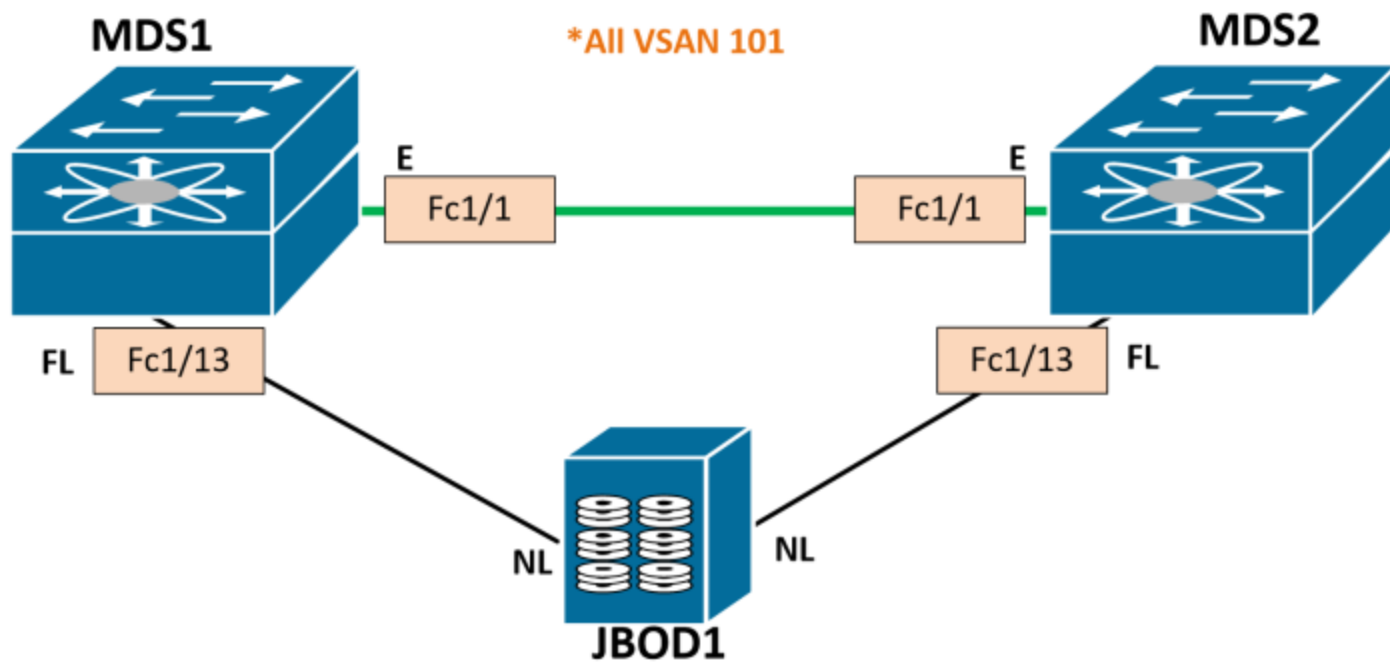 MDS1
*All VSAN 101
MDS2
E
E
Fc1/1
Fc1/1
FL
Fc1/13
Fc1/13
FL
NL
NL
JBOD1